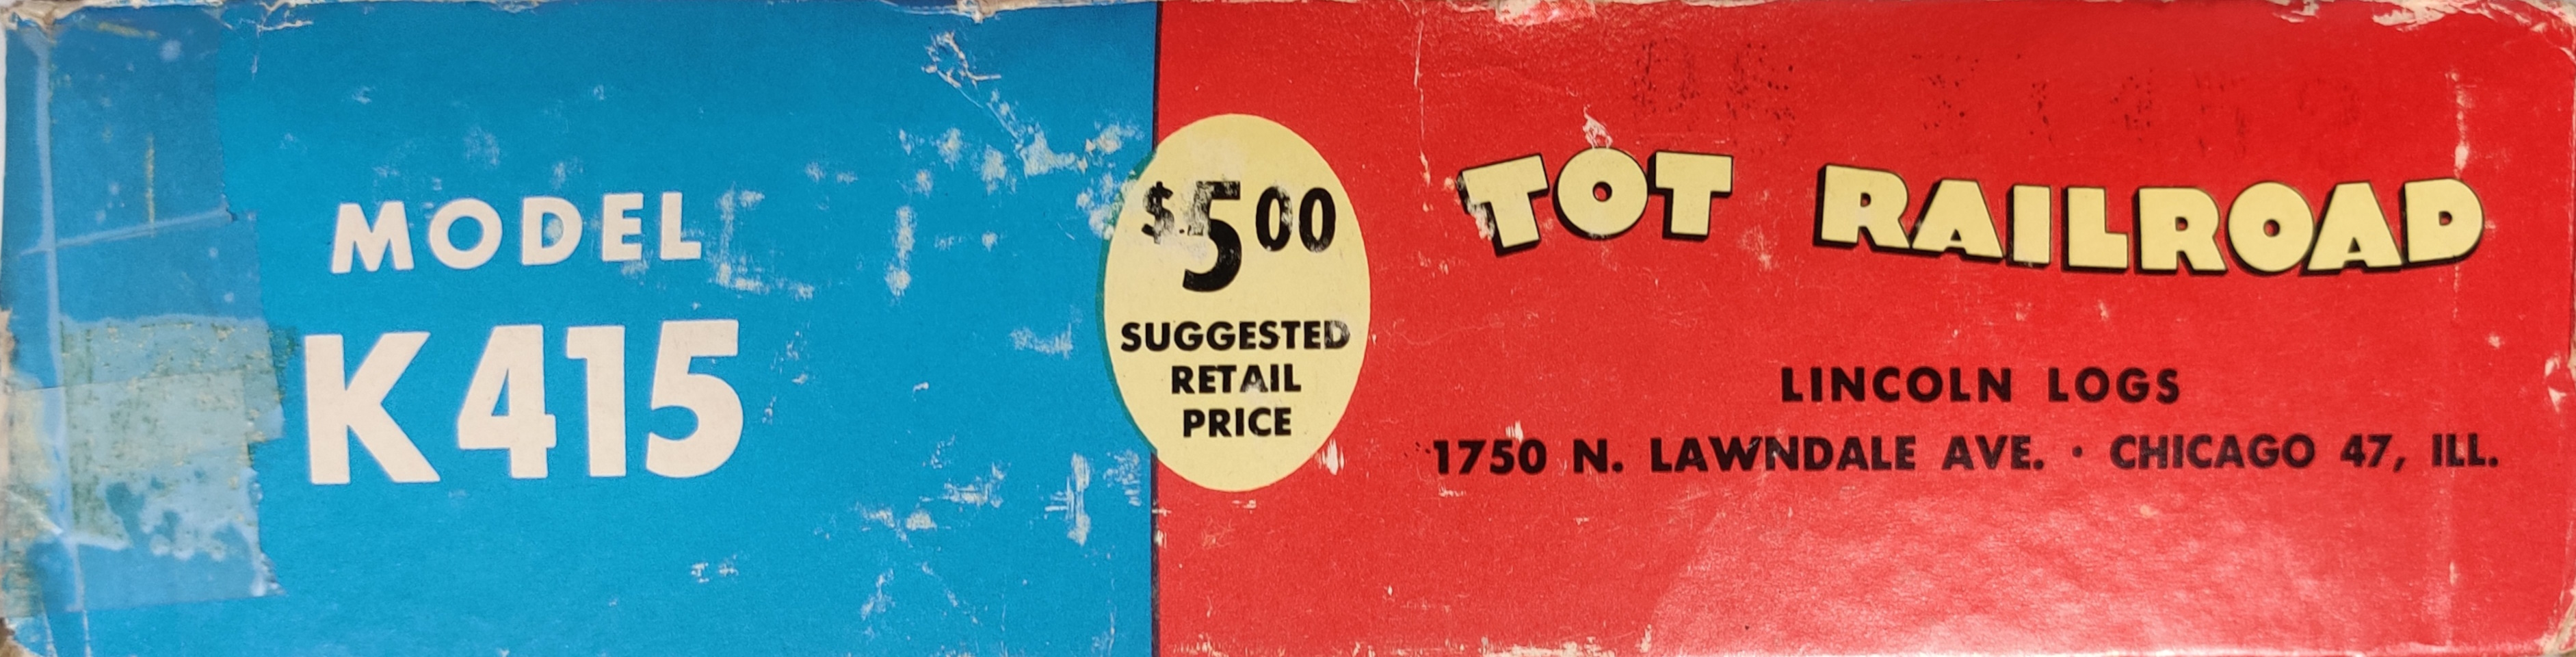 MODEL
K415
$5.00
SUGGESTED
RETAIL
PRICE
TOT RAILROAD
LINCOLN LOGS
1750 N. LAWNDALE AVE. • CHICAGO 47, ILL.